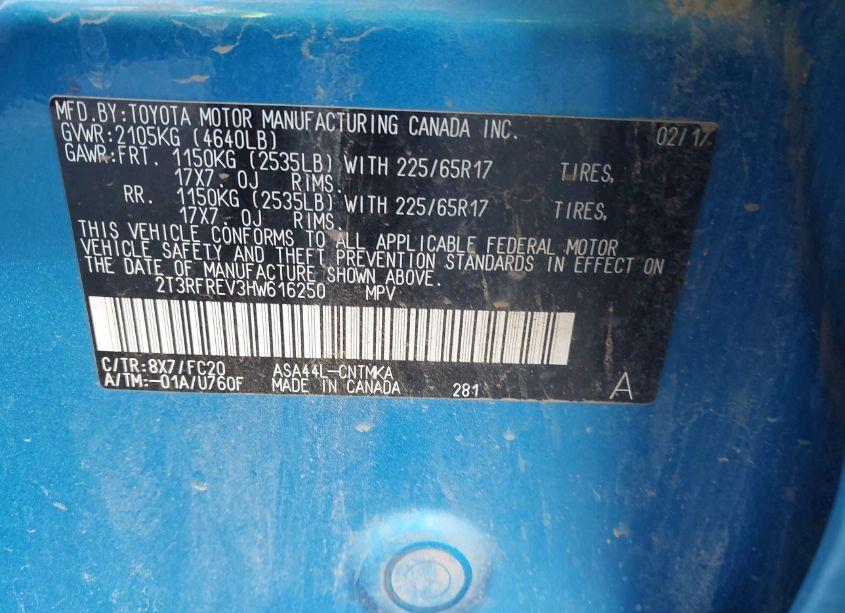 MFD.BY:TOYOTA MOTOR MANUFACTURING CANADA INC. 02/17
GVWR:2105KG (4640LB)
GAWR:FRT. 1150KG (2535LB) WITH 225/65R17 TIRES,
17X7. 0J RIMS.
RR. 1150KG (2535LB) WITH 225/65R17 TIRES,
17X7. 0J RIMS.
THIS VEHICLE CONFORMS TO ALL APPLICABLE FEDERAL MOTOR
VEHICLE SAFETY AND THEFT PREVENTION STANDARDS IN EFFECT ON
THE DATE OF MANUFACTURE SHOWN ABOVE.
2T3RFREV3HW616250 MPV
C/TR:8X7/FC20 ASA44L-CNTMKA
A/TM:-01A/U760F MADE IN CANADA 281 A